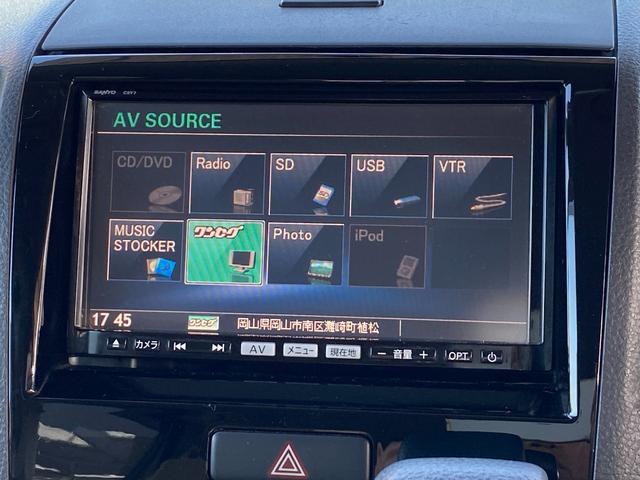 SANYO
AV SOURCE
CD/DVD Radio SD USB VTR
MUSIC STOCKER ワンセグ Photo iPod
17 45 ワンセグ 岡山県岡山市南区灘崎町植松
カメラ AV メニュー 現在地 − 音量 + OPT